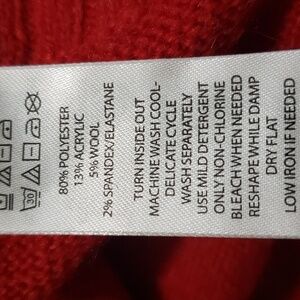 80% POLYESTER
13% ACRYLIC
5% WOOL
2% SPANDEX/ELASTANE
TURN INSIDE OUT
MACHINE WASH COOL-
DELICATE CYCLE
WASH SEPARATELY
USE MILD DETERGENT
ONLY NON-CHLORINE
BLEACH WHEN NEEDED
RESHAPE WHILE DAMP
DRY FLAT
LOW IRON IF NEEDED
30